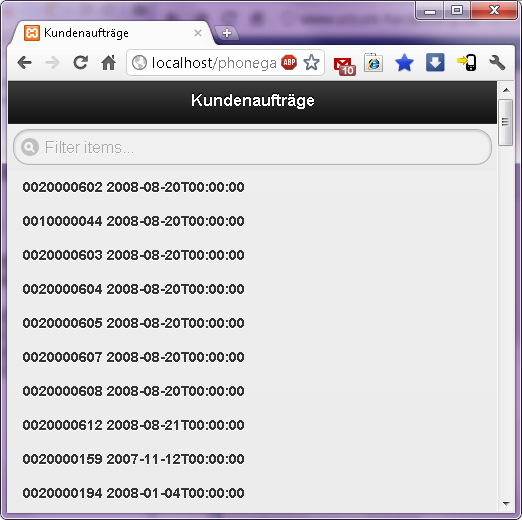 Kundenaufträge
localhost/phonega
ABP
10
Kundenaufträge
Filter items...
0020000602 2008-08-20T00:00:00
0010000044 2008-08-20T00:00:00
0020000603 2008-08-20T00:00:00
0020000604 2008-08-20T00:00:00
0020000605 2008-08-20T00:00:00
0020000607 2008-08-20T00:00:00
0020000608 2008-08-20T00:00:00
0020000612 2008-08-21T00:00:00
0020000159 2007-11-12T00:00:00
0020000194 2008-01-04T00:00:00